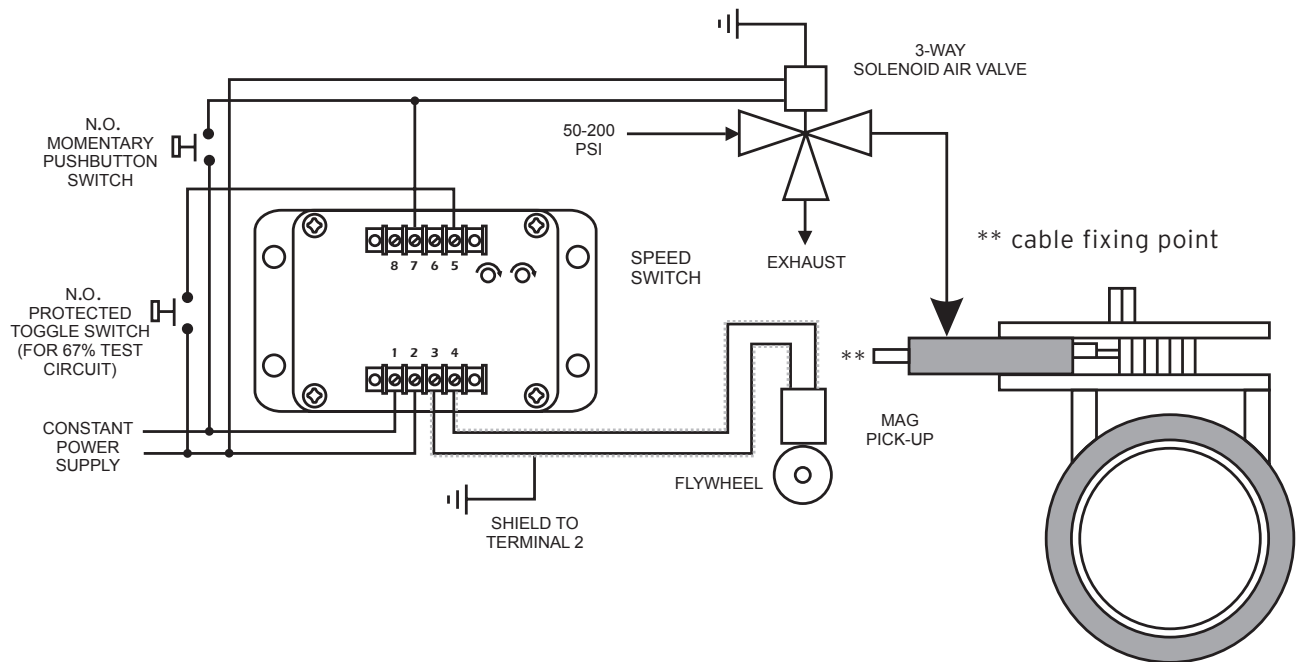 3-WAY
SOLENOID AIR VALVE
N.O.
MOMENTARY
PUSHBUTTON
SWITCH
50-200
PSI
** cable fixing point
EXHAUST
SPEED
SWITCH
8 7 6 5
N.O.
PROTECTED
TOGGLE SWITCH
(FOR 67% TEST
CIRCUIT)
1 2 3 4
**
MAG
PICK-UP
CONSTANT
POWER
SUPPLY
FLYWHEEL
SHIELD TO
TERMINAL 2